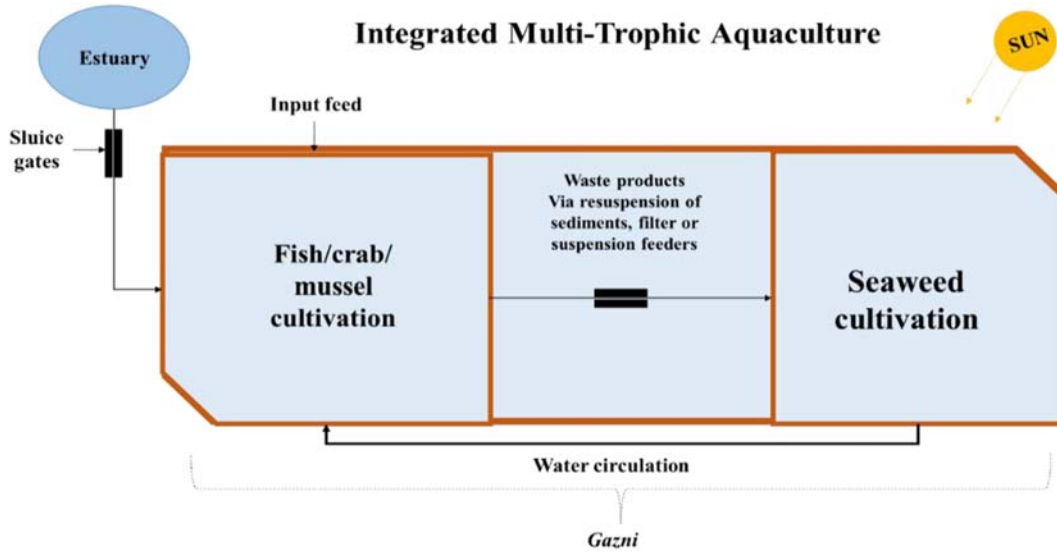 Integrated Multi-Trophic Aquaculture
SUN
Estuary
Input feed
Sluice
gates
Waste products
Via resuspension of
sediments, filter or
suspension feeders
Fish/crab/
mussel
cultivation
Seaweed
cultivation
Water circulation
Gazni